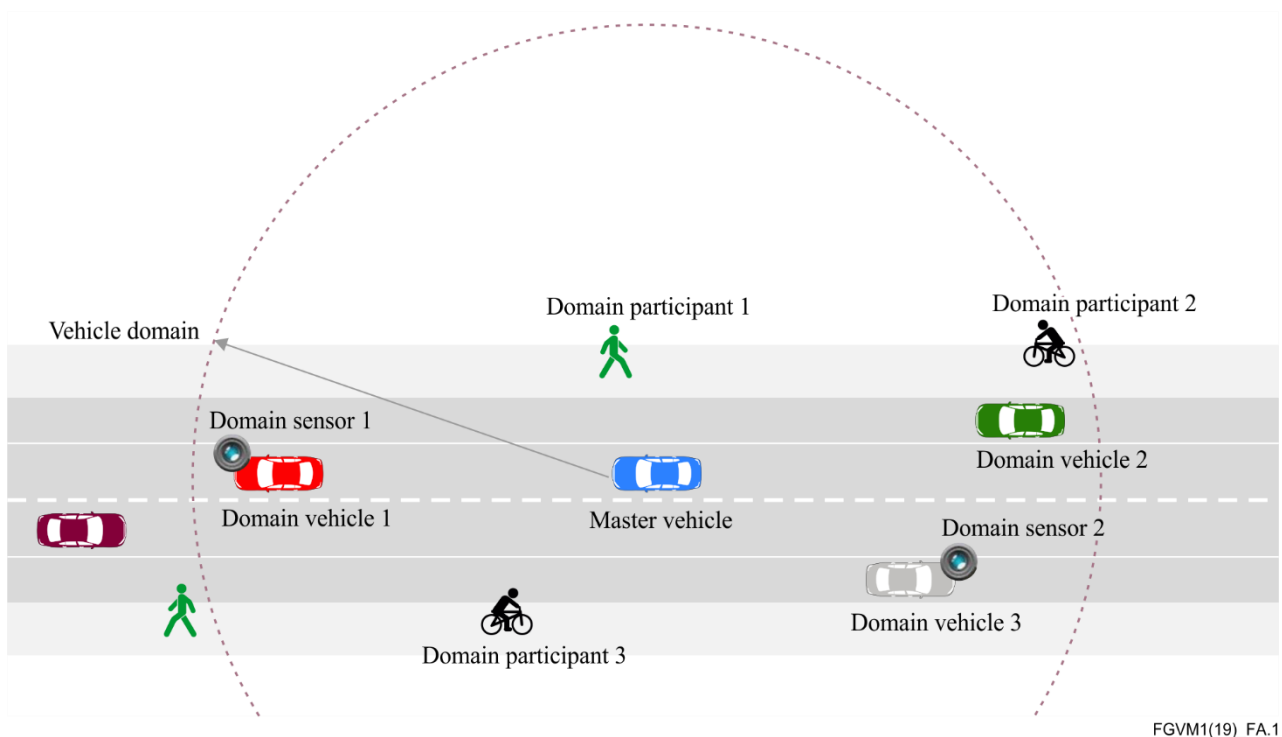 Domain participant 1
Domain participant 2
Vehicle domain
Domain sensor 1
Domain vehicle 2
Domain vehicle 1
Master vehicle
Domain sensor 2
Domain vehicle 3
Domain participant 3
FGVM1(19)_FA.1